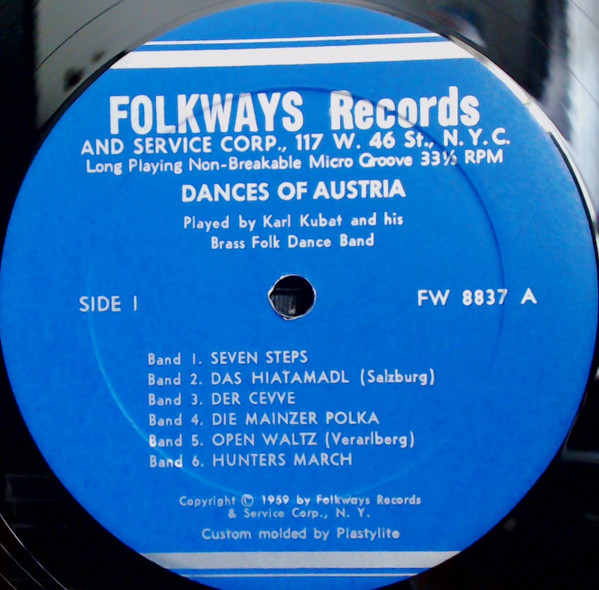 FOLKWAYS Records
AND SERVICE CORP., 117 W. 46 St., N.Y.C.
Long Playing Non-Breakable Micro Groove 33⅓ RPM
DANCES OF AUSTRIA
Played by Karl Kubat and his
Brass Folk Dance Band
SIDE I
FW 8837 A
Band 1. SEVEN STEPS
Band 2. DAS HIATAMADL (Salzburg)
Band 3. DER CEVVE
Band 4. DIE MAINZER POLKA
Band 5. OPEN WALTZ (Verarlberg)
Band 6. HUNTERS MARCH
Copyright © 1959 by Folkways Records
& Service Corp., N. Y.
Custom molded by Plastylite